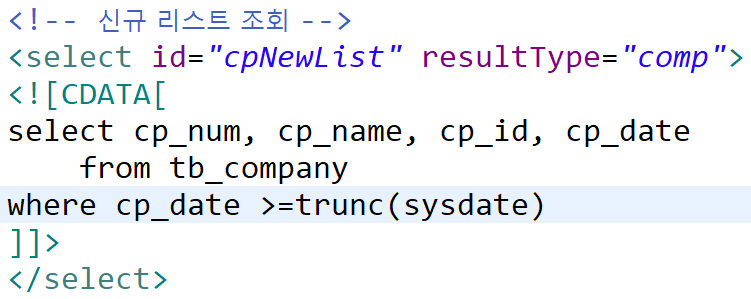 <!-- 신규 리스트 조회 -->
<select id="cpNewList" resultType="comp">
<![CDATA[
select cp_num, cp_name, cp_id, cp_date
    from tb_company
where cp_date >=trunc(sysdate)
]]>
</select>